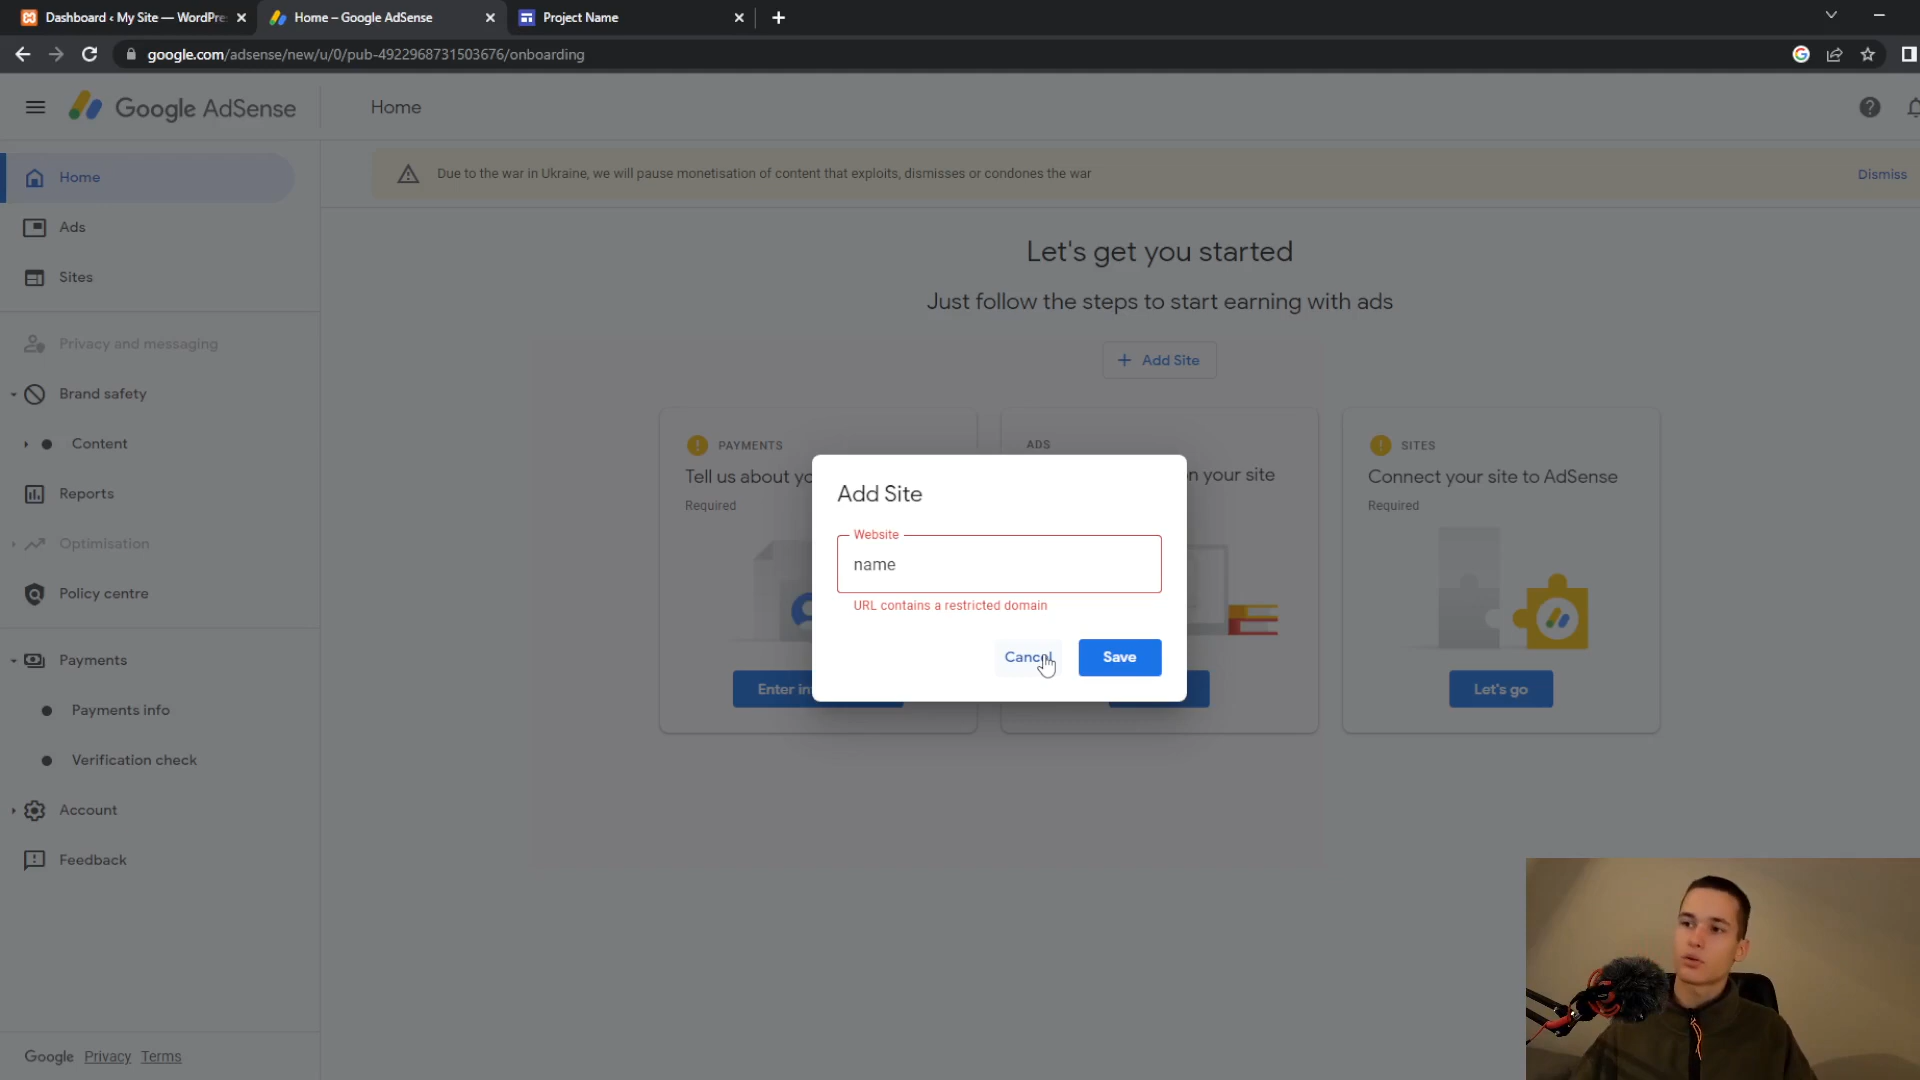 Dashboard ‹ My Site — WordPre
Home – Google AdSense
Project Name
google.com/adsense/new/u/0/pub-4922968731503676/onboarding
Google AdSense
Home
Home
Ads
Sites
Privacy and messaging
Brand safety
Content
Reports
Optimisation
Policy centre
Payments
Payments info
Verification check
Account
Feedback
Google Privacy Terms
Due to the war in Ukraine, we will pause monetisation of content that exploits, dismisses or condones the war
Dismiss
Let's get you started
Just follow the steps to start earning with ads
+ Add Site
PAYMENTS
Tell us about yo
Required
Enter in
ADS
n your site
SITES
Connect your site to AdSense
Required
Let's go
Add Site
Website
name
URL contains a restricted domain
Cancel
Save